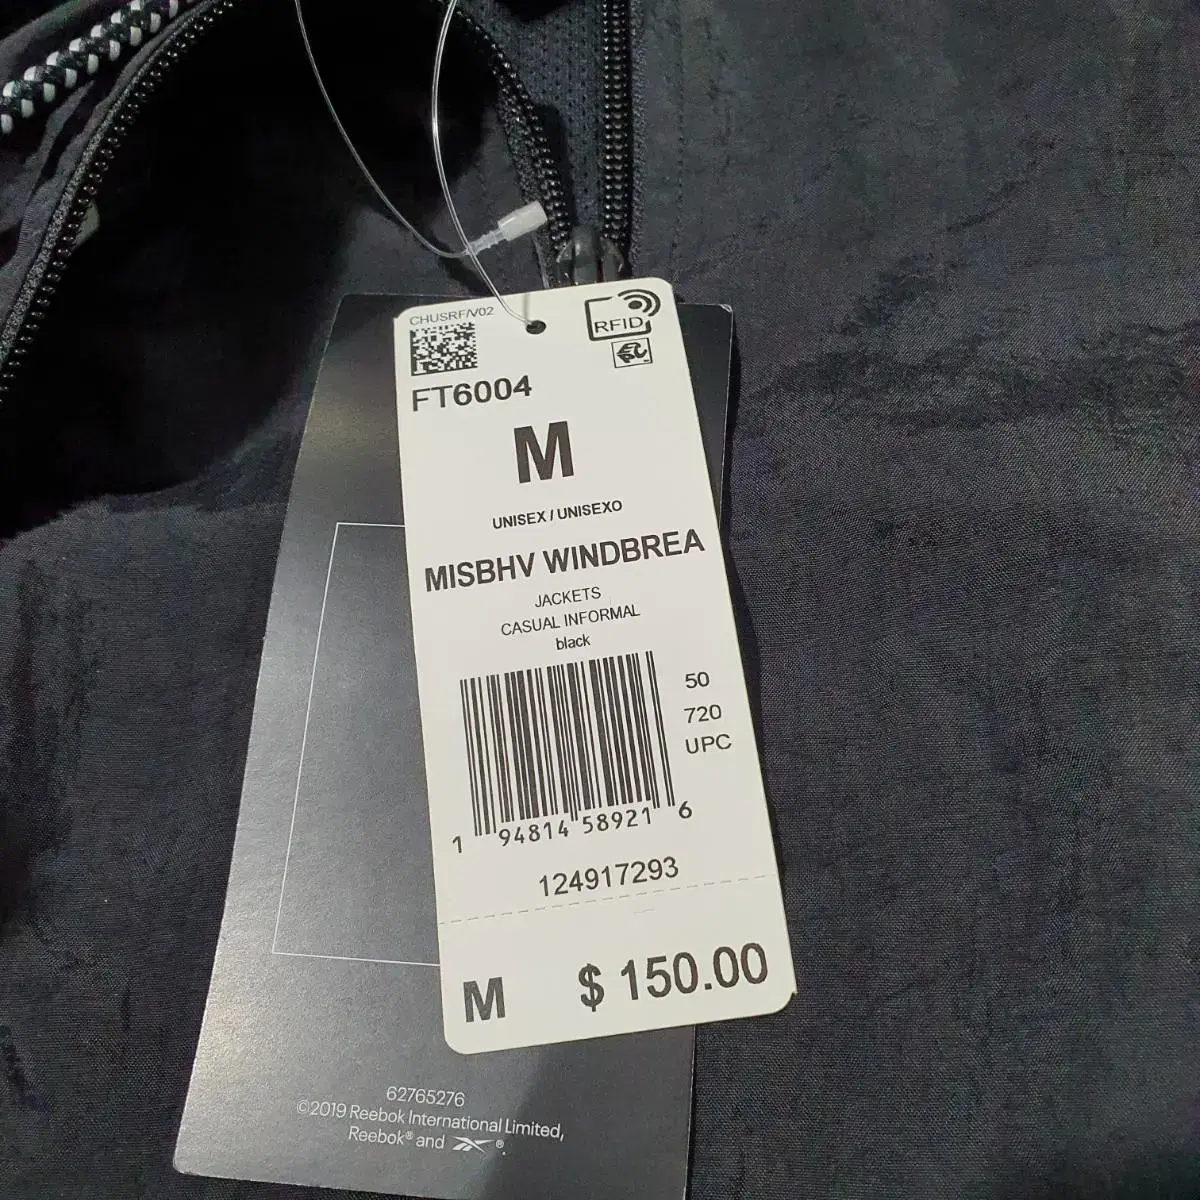 CHUSRF/V02
RFID
FT6004
M
UNISEX / UNISEXO
MISBHV WINDBREA
JACKETS
CASUAL INFORMAL
black
50
720
UPC
1 94814 58921 6
124917293
M $ 150.00
62765276
©2019 Reebok International Limited,
Reebok® and ®.